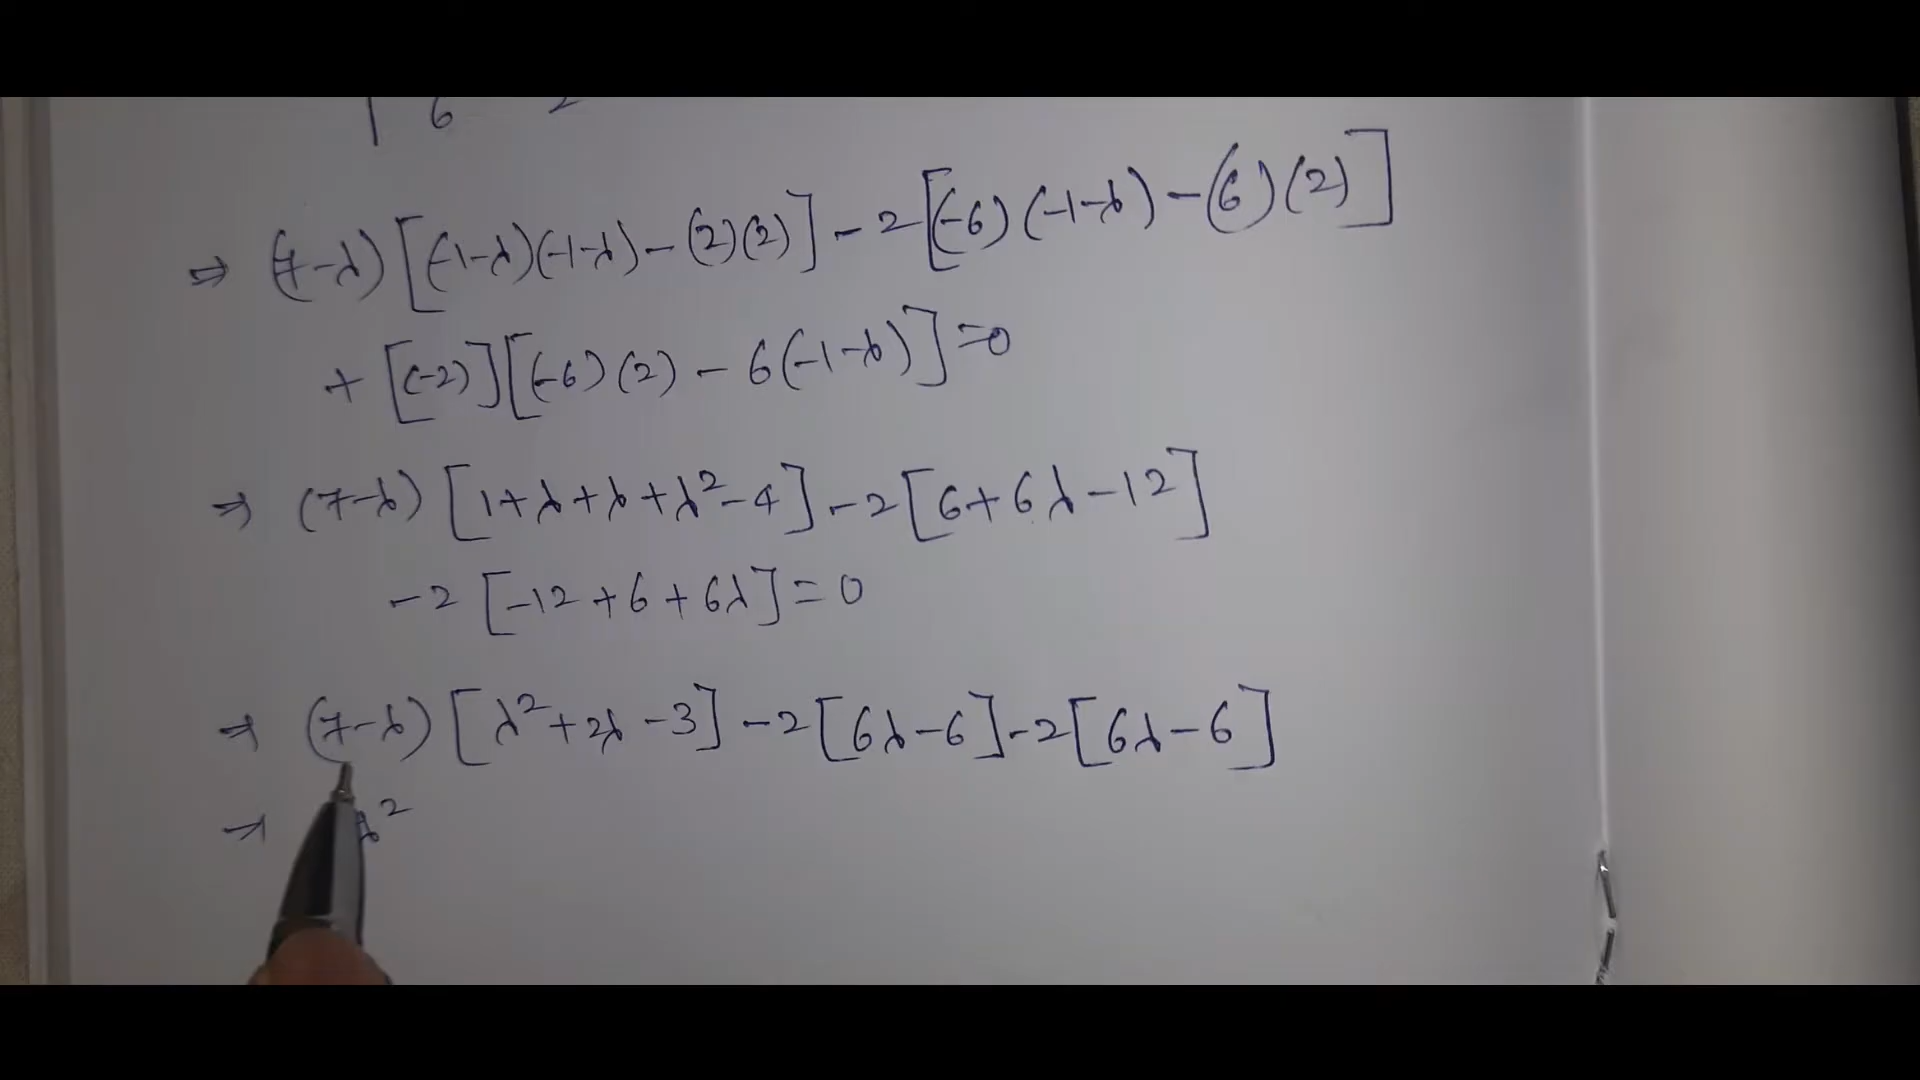 | 6 2
⇒ (7-λ) [(-1-λ)(-1-λ) - (2)(2)] - 2 [(-6) (-1-λ) - (6) (2)]
+ [(-2)] [(-6) (2) - 6 (-1-λ)] = 0
⇒ (7-λ) [1+λ+λ+λ²-4] - 2 [6+6λ-12]
-2 [-12+6+6λ] = 0
⇒ (7-λ) [λ²+2λ-3] - 2 [6λ-6] - 2 [6λ-6]
⇒ λ²